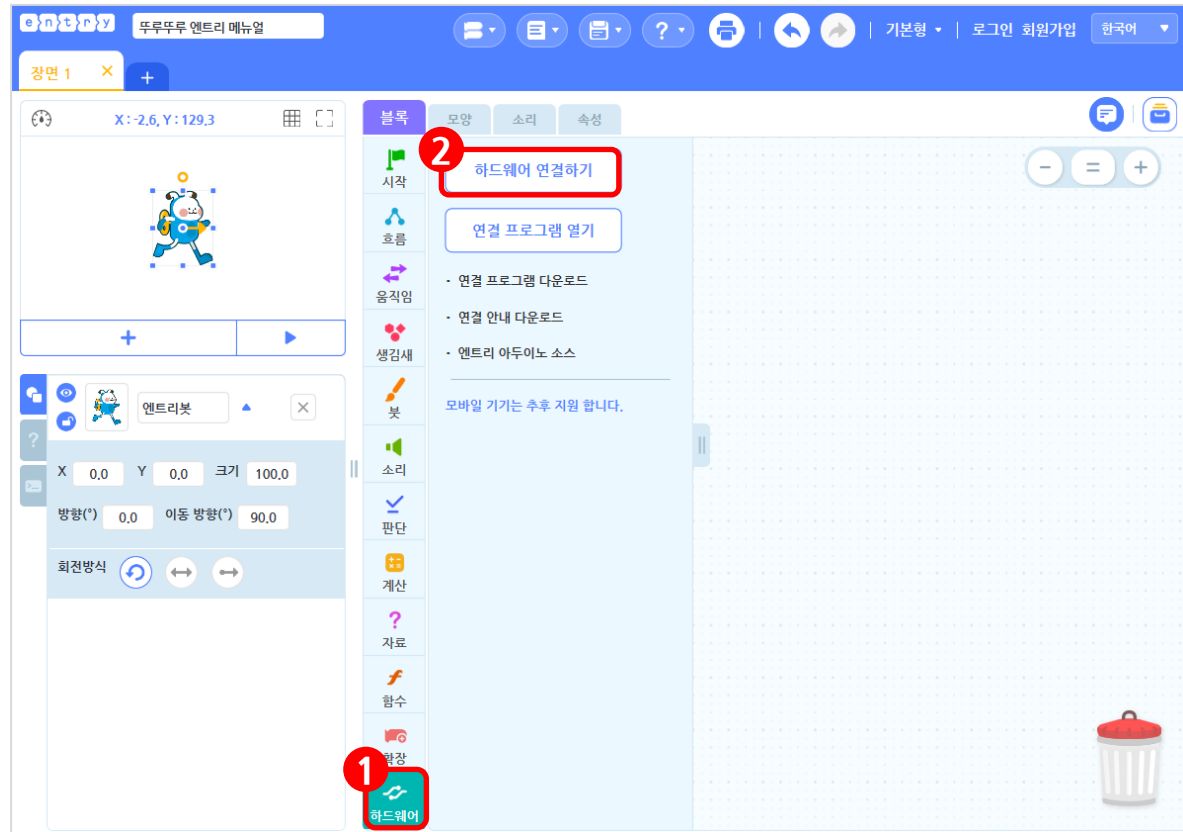 entry 뚜루뚜루 엔트리 메뉴얼 ? 기본형 로그인 회원가입 한국어
장면 1 × +
X : -2.6, Y : 129.3
블록 모양 소리 속성
2
하드웨어 연결하기
연결 프로그램 열기
· 연결 프로그램 다운로드
· 연결 안내 다운로드
· 엔트리 아두이노 소스
모바일 기기는 추후 지원 합니다.
시작
흐름
움직임
생김새
붓
소리
판단
계산
? 자료
f 함수
확장
1
하드웨어
− = +
엔트리봇
?
X 0.0 Y 0.0 크기 100.0
방향(°) 0.0 이동 방향(°) 90.0
회전방식